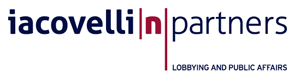 iacovelli|n|partners
LOBBYING AND PUBLIC AFFAIRS